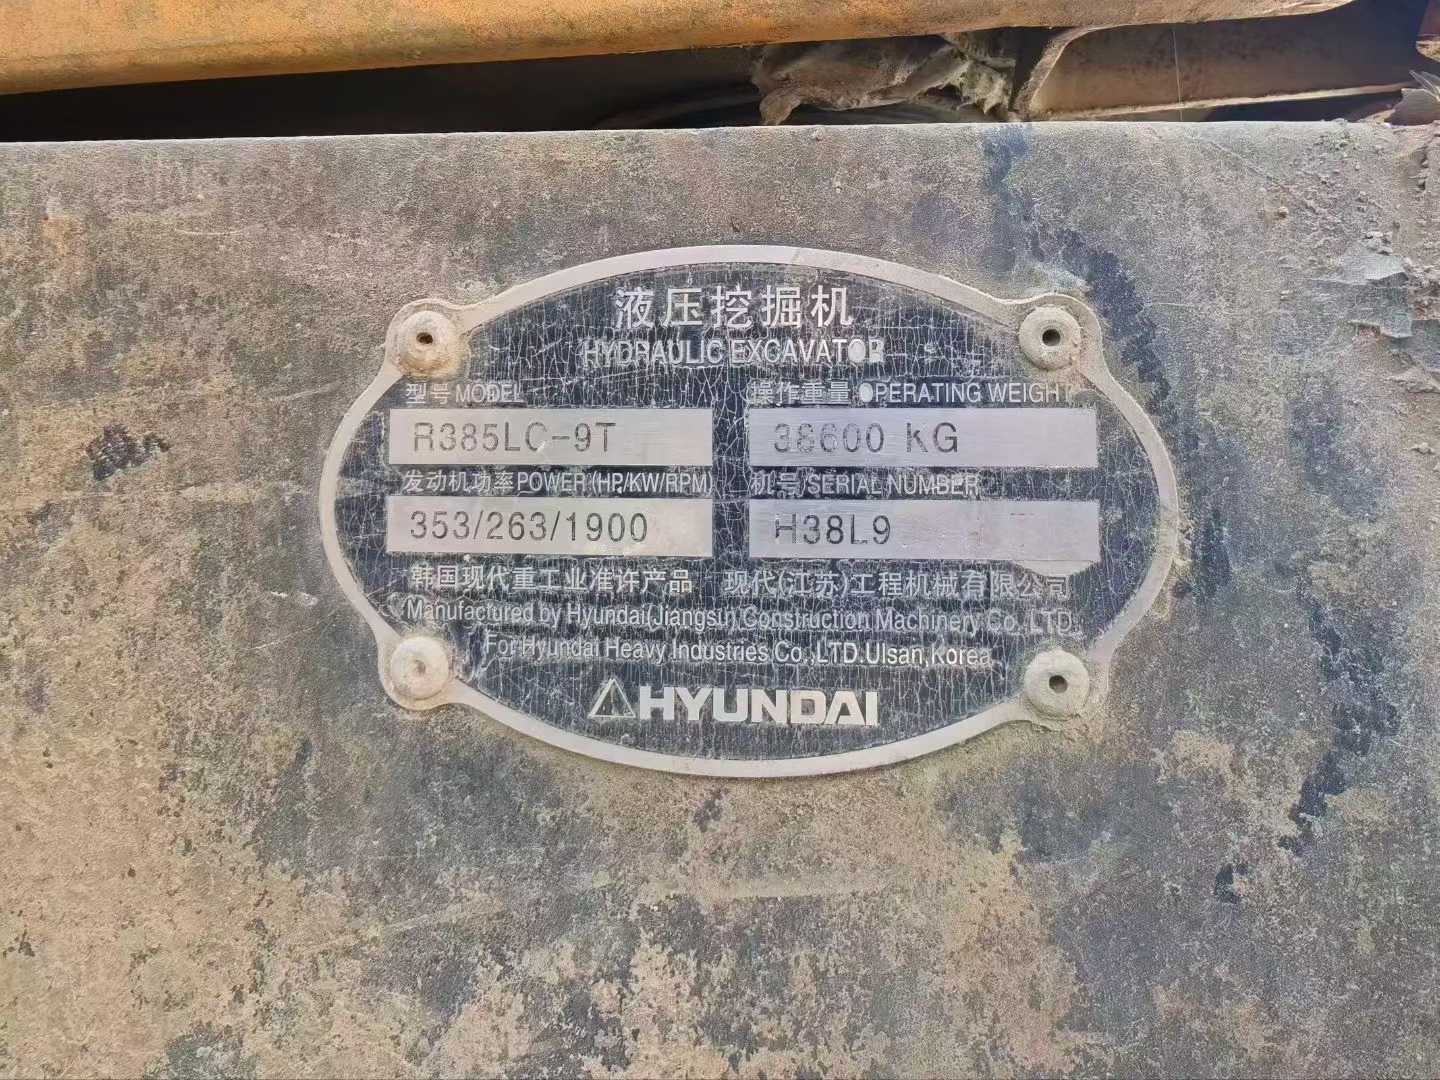 液压挖掘机
HYDRAULIC EXCAVATOR
型号 MODEL 操作重量 OPERATING WEIGHT
R385LC-9T 38600 KG
发动机功率 POWER (HP/KW/RPM) 机号/SERIAL NUMBER
353/263/1900 H38L9
韩国现代重工业准许产品 现代(江苏)工程机械有限公司
Manufactured by Hyundai(Jiangsu) Construction Machinery Co.,LTD.
For Hyundai Heavy Industries Co.,LTD.Ulsan,Korea
HYUNDAI